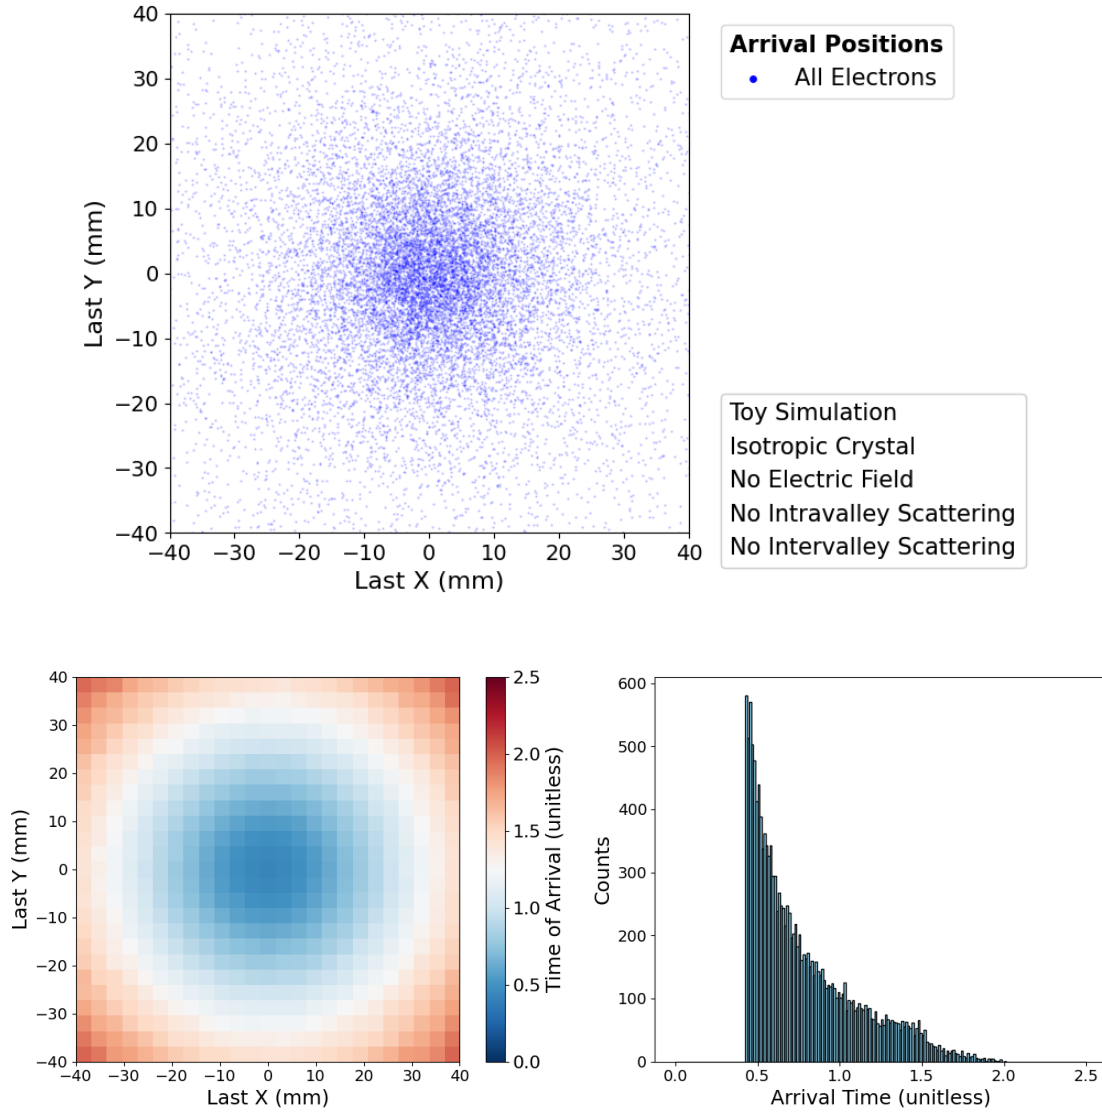 40
30
20
10
0
−10
−20
−30
−40
Last Y (mm)
−40 −30 −20 −10 0 10 20 30 40
Last X (mm)
Arrival Positions
All Electrons
Toy Simulation
Isotropic Crystal
No Electric Field
No Intravalley Scattering
No Intervalley Scattering
40
30
20
10
0
−10
−20
−30
−40
Last Y (mm)
−40 −30 −20 −10 0 10 20 30 40
Last X (mm)
2.5
2.0
1.5
1.0
0.5
0.0
Time of Arrival (unitless)
600
500
400
300
200
100
0
Counts
0.0 0.5 1.0 1.5 2.0 2.5
Arrival Time (unitless)